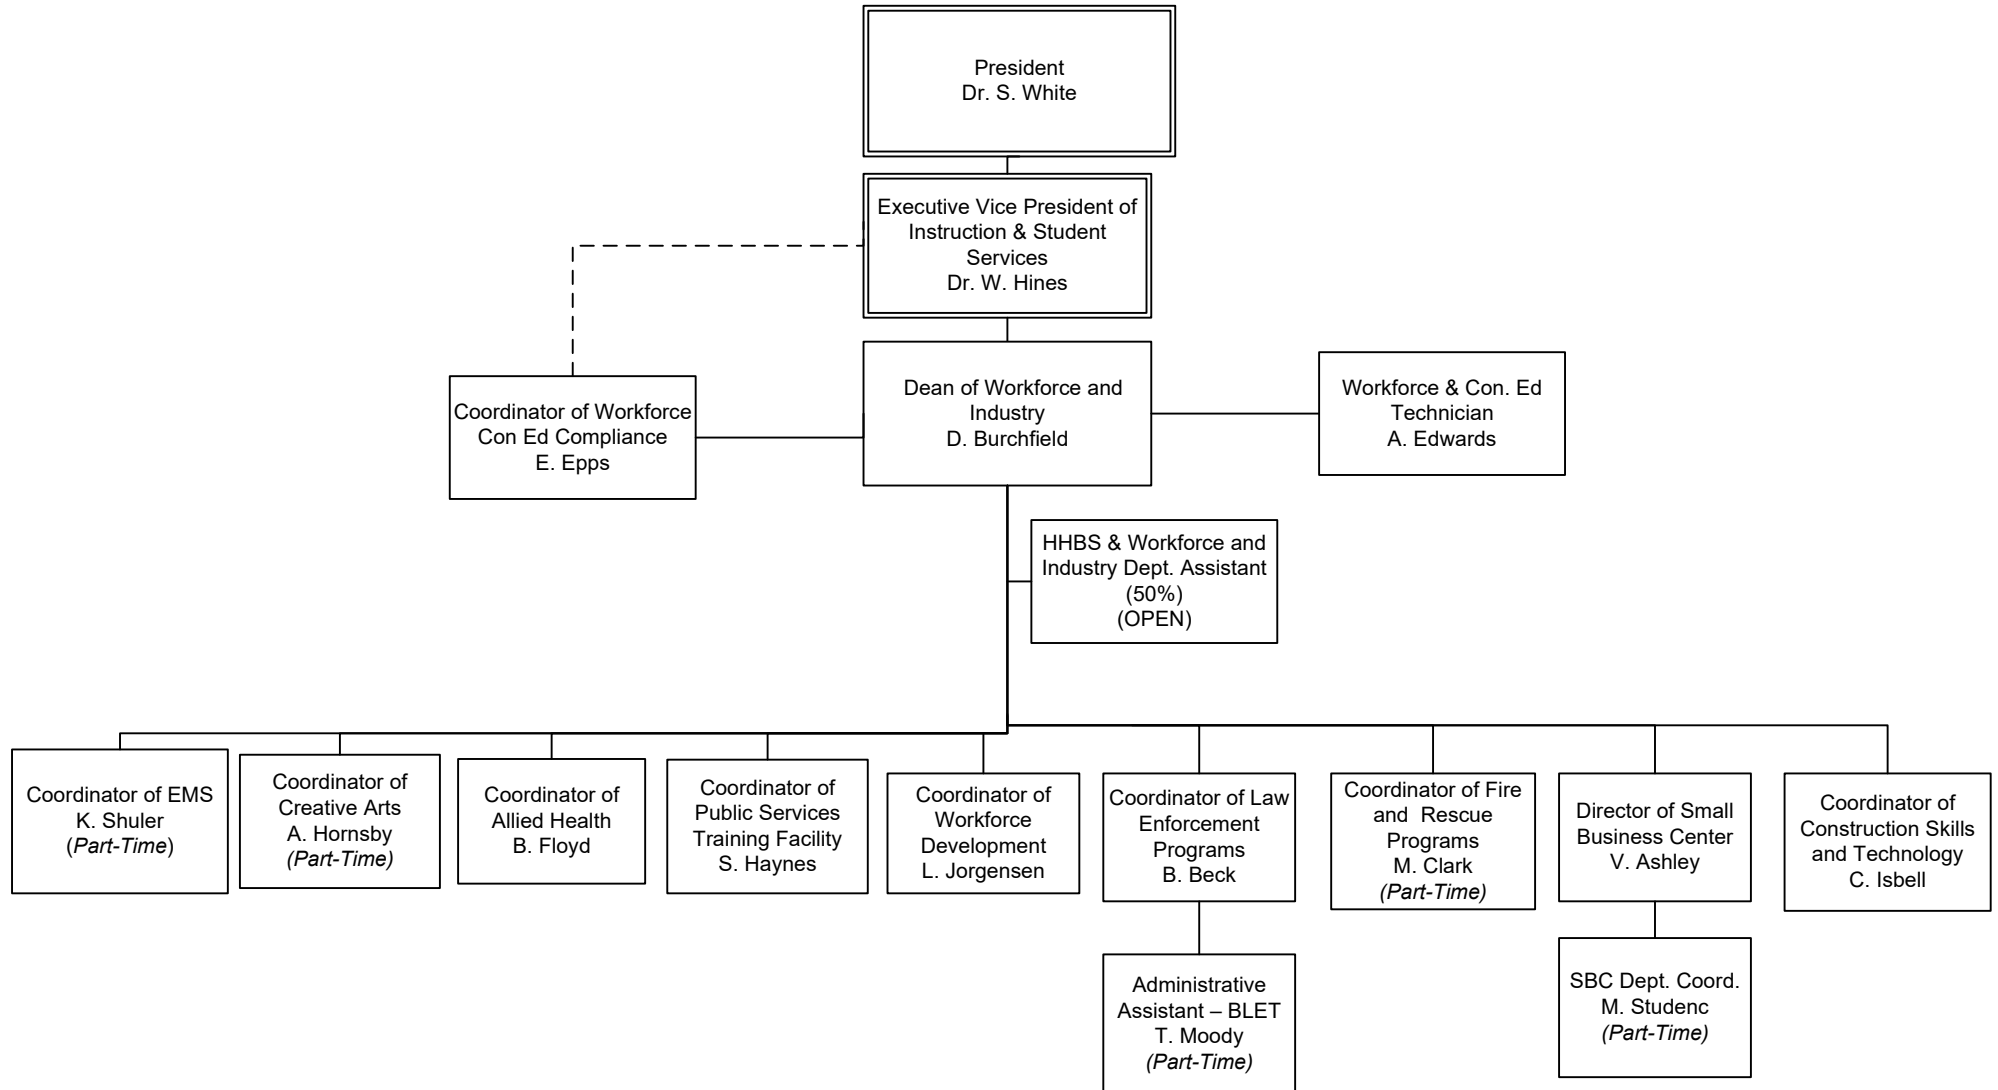 President
Dr. S. White
Executive Vice President of
Instruction & Student
Services
Dr. W. Hines
Coordinator of Workforce
Con Ed Compliance
E. Epps
Dean of Workforce and
Industry
D. Burchfield
Workforce & Con. Ed
Technician
A. Edwards
HHBS & Workforce and
Industry Dept. Assistant
(50%)
(OPEN)
Coordinator of EMS
K. Shuler
(Part-Time)
Coordinator of
Creative Arts
A. Hornsby
(Part-Time)
Coordinator of
Allied Health
B. Floyd
Coordinator of
Public Services
Training Facility
S. Haynes
Coordinator of
Workforce
Development
L. Jorgensen
Coordinator of Law
Enforcement
Programs
B. Beck
Coordinator of Fire
and Rescue
Programs
M. Clark
(Part-Time)
Director of Small
Business Center
V. Ashley
Coordinator of
Construction Skills
and Technology
C. Isbell
Administrative
Assistant – BLET
T. Moody
(Part-Time)
SBC Dept. Coord.
M. Studenc
(Part-Time)